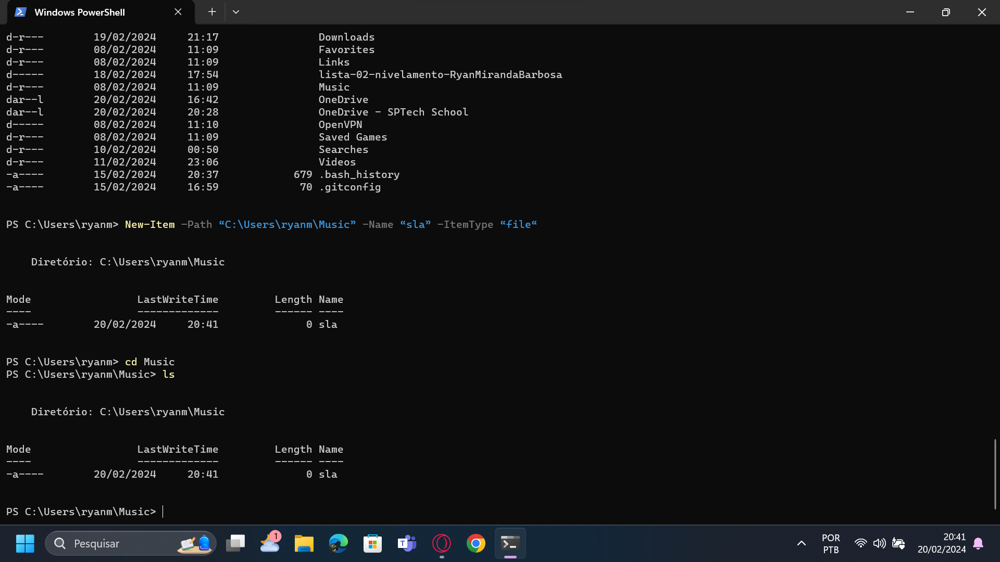 Windows PowerShell
d-r---        19/02/2024     21:17                Downloads
d-r---        08/02/2024     11:09                Favorites
d-r---        08/02/2024     11:09                Links
d-----        18/02/2024     17:54                lista-02-nivelamento-RyanMirandaBarbosa
d-r---        08/02/2024     11:09                Music
dar--l        20/02/2024     16:42                OneDrive
dar--l        20/02/2024     20:28                OneDrive - SPTech School
d-----        08/02/2024     11:10                OpenVPN
d-r---        08/02/2024     11:09                Saved Games
d-r---        10/02/2024     00:50                Searches
d-r---        11/02/2024     23:06                Videos
-a----        15/02/2024     20:37            679 .bash_history
-a----        15/02/2024     16:59             70 .gitconfig
PS C:\Users\ryanm> New-Item -Path “C:\Users\ryanm\Music” -Name “sla” -ItemType “file“
    Diretório: C:\Users\ryanm\Music
Mode                 LastWriteTime         Length Name
----                 -------------         ------ ----
-a----        20/02/2024     20:41              0 sla
PS C:\Users\ryanm> cd Music
PS C:\Users\ryanm\Music> ls
    Diretório: C:\Users\ryanm\Music
Mode                 LastWriteTime         Length Name
----                 -------------         ------ ----
-a----        20/02/2024     20:41              0 sla
PS C:\Users\ryanm\Music>
Pesquisar
1
T
POR
PTB
20:41
20/02/2024